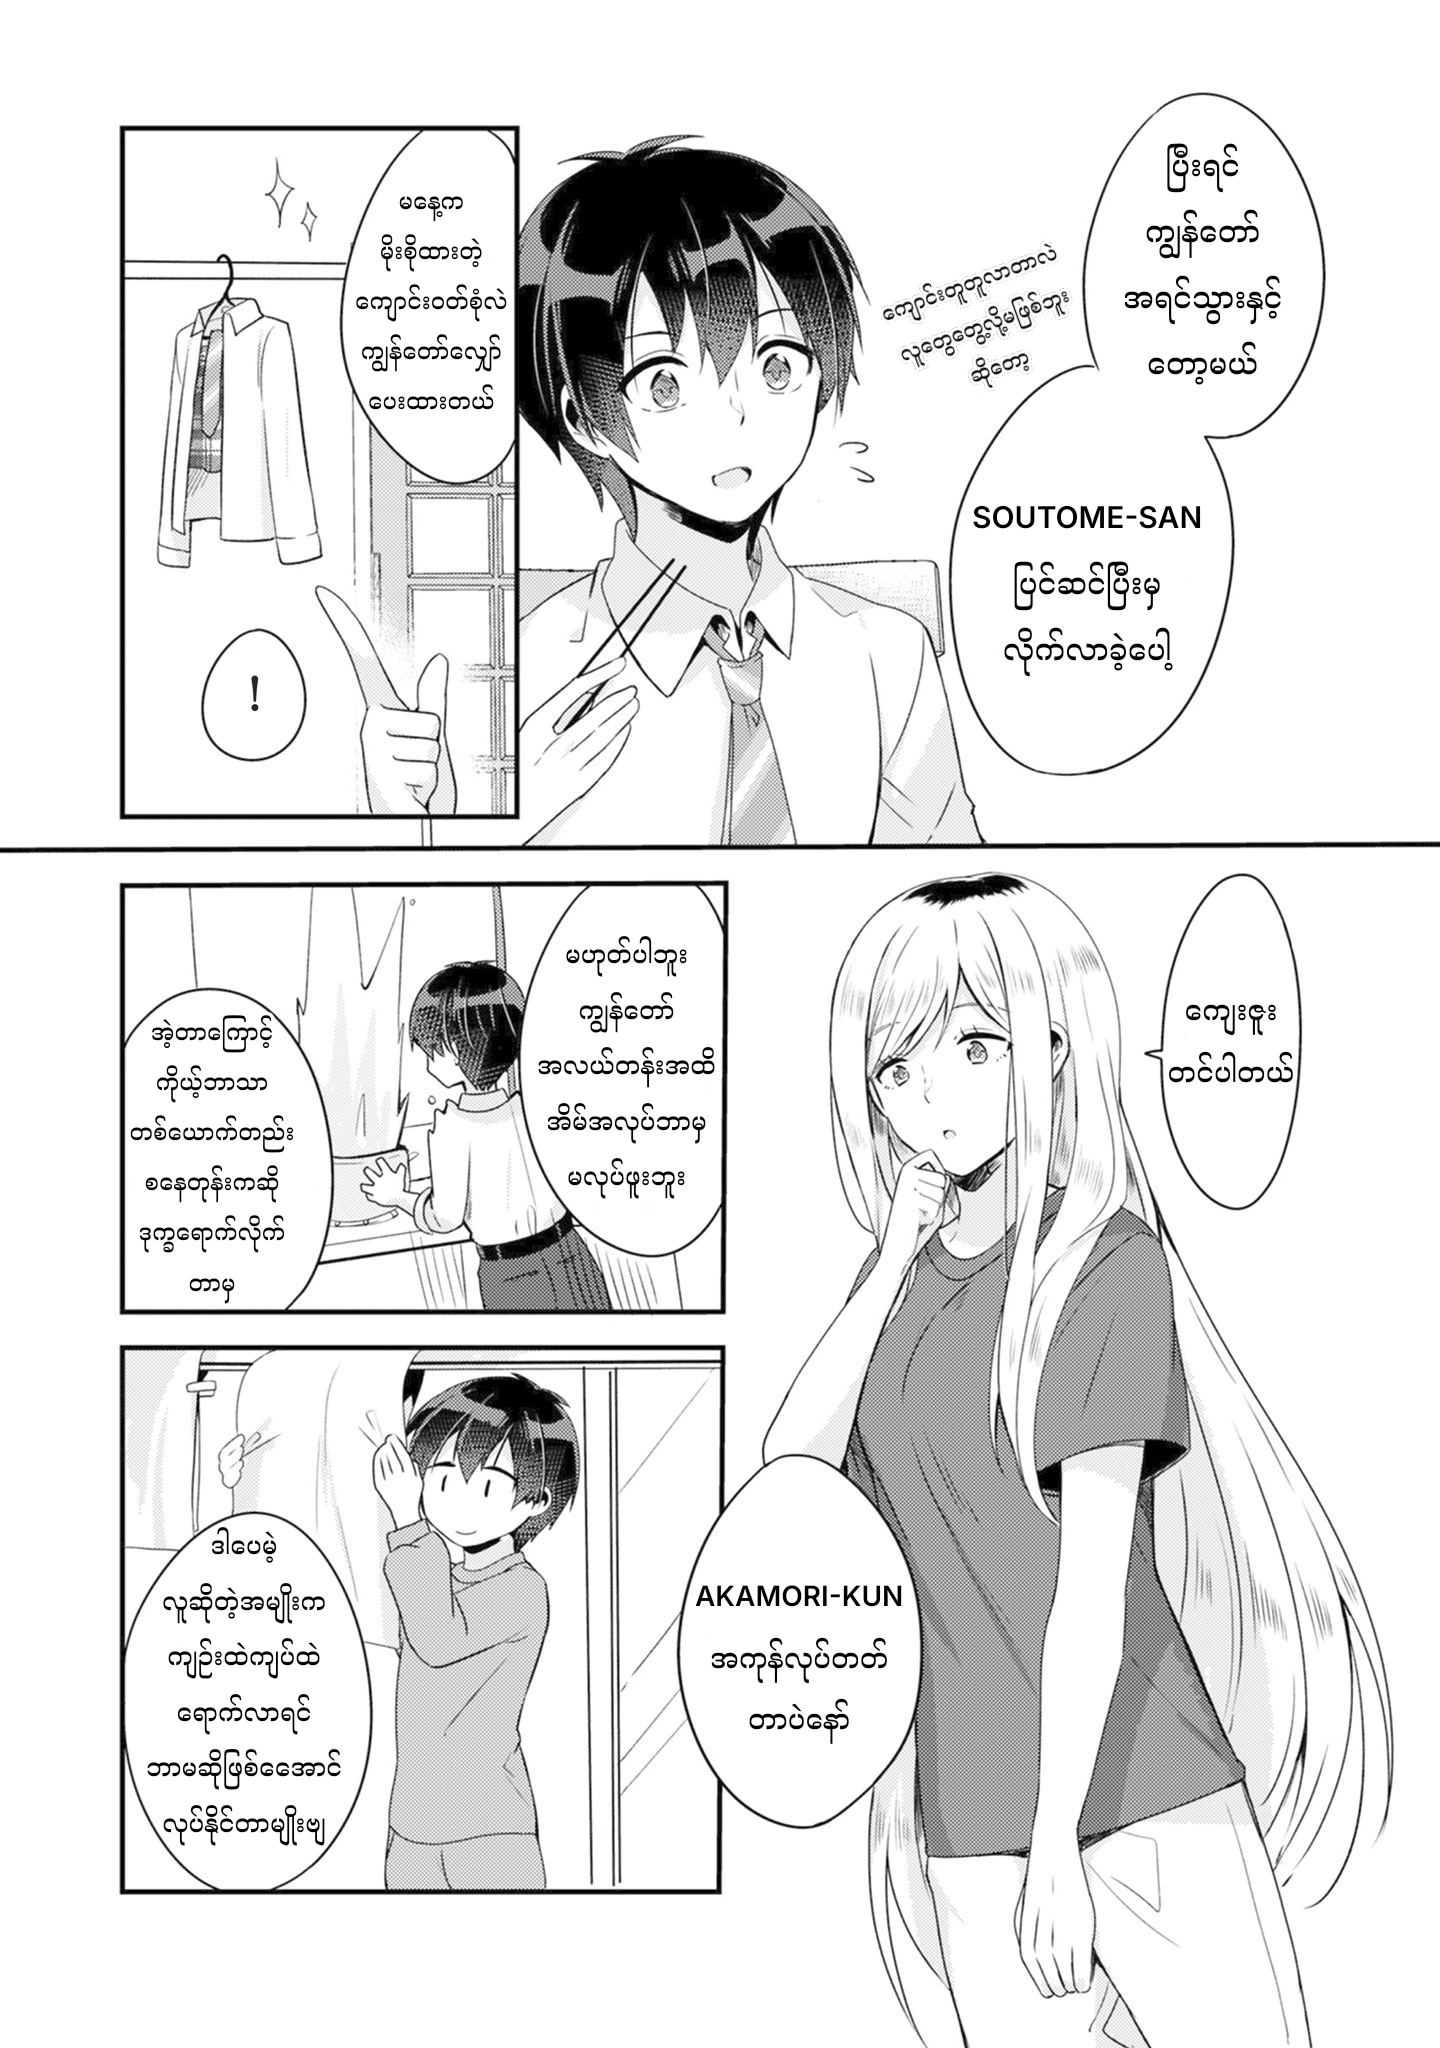 ပြီးရင်
ကျွန်တော်
အရင်သွားနှင့်
တော့မယ်
SOUTOME-SAN
ပြင်ဆင်ပြီးမှ
လိုက်လာခဲ့ပေါ့
ကျောင်းတူတူလာတာလဲ
လူတွေတွေ့လို့မဖြစ်ဘူး
ဆိုတော့
မနေ့က
မိုးစိုထားတဲ့
ကျောင်းဝတ်စုံလဲ
ကျွန်တော်လျှော်
ပေးထားတယ်
!
ကျေးဇူး
တင်ပါတယ်
AKAMORI-KUN
အကုန်လုပ်တတ်
တာပဲနော်
မဟုတ်ပါဘူး
ကျွန်တော်
အလယ်တန်းအထိ
အိမ်အလုပ်ဘာမှ
မလုပ်ဖူးဘူး
အဲ့တာကြောင့်
ကိုယ့်ဘာသာ
တစ်ယောက်တည်း
စနေတုန်းကဆို
ဒုက္ခရောက်လိုက်
တာမှ
ဒါပေမဲ့
လူဆိုတဲ့အမျိုးက
ကျဉ်းထဲကျပ်ထဲ
ရောက်လာရင်
ဘာမဆိုဖြစ်အေောင်
လုပ်နိုင်တာမျိုးဗျ